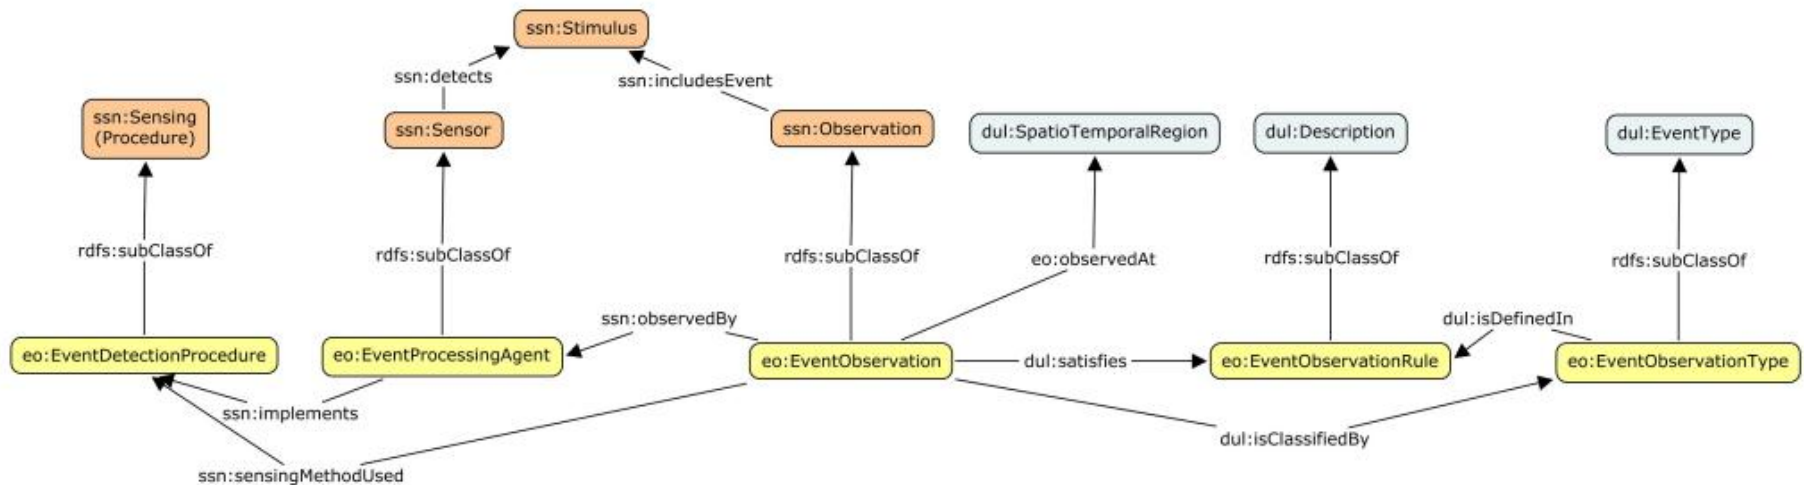 ssn:Stimulus
ssn:detects
ssn:includesEvent
ssn:Sensing
(Procedure)
ssn:Sensor
ssn:Observation
dul:SpatioTemporalRegion
dul:Description
dul:EventType
rdfs:subClassOf
rdfs:subClassOf
rdfs:subClassOf
eo:observedAt
rdfs:subClassOf
rdfs:subClassOf
ssn:observedBy
dul:isDefinedIn
eo:EventDetectionProcedure
eo:EventProcessingAgent
eo:EventObservation
dul:satisfies
eo:EventObservationRule
eo:EventObservationType
ssn:implements
dul:isClassifiedBy
ssn:sensingMethodUsed